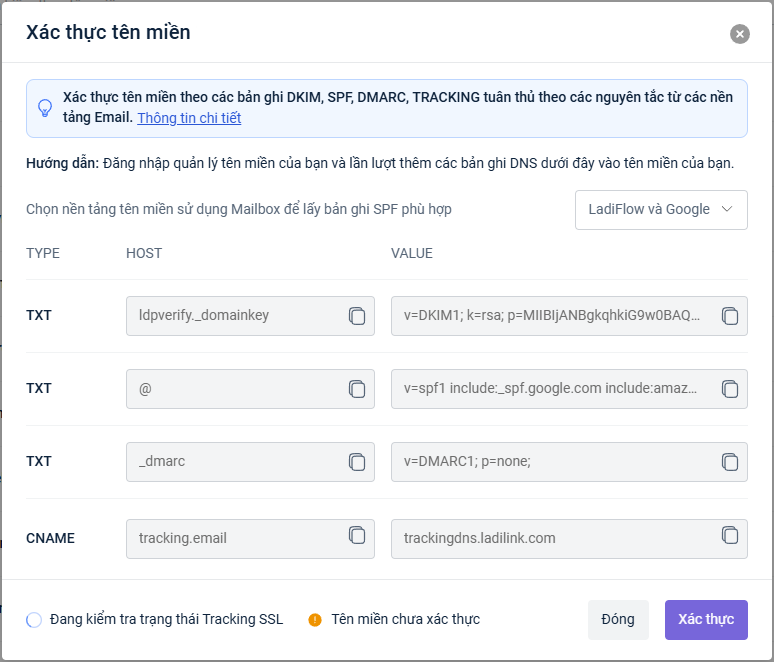 Xác thực tên miền
Xác thực tên miền theo các bản ghi DKIM, SPF, DMARC, TRACKING tuân thủ theo các nguyên tắc từ các nền
tảng Email. Thông tin chi tiết
Hướng dẫn: Đăng nhập quản lý tên miền của bạn và lần lượt thêm các bản ghi DNS dưới đây vào tên miền của bạn.
Chọn nền tảng tên miền sử dụng Mailbox để lấy bản ghi SPF phù hợp LadiFlow và Google
TYPE HOST VALUE
TXT ldpverify._domainkey v=DKIM1; k=rsa; p=MIIBIjANBgkqhkiG9w0BAQ...
TXT @ v=spf1 include:_spf.google.com include:amaz...
TXT _dmarc v=DMARC1; p=none;
CNAME tracking.email trackingdns.ladilink.com
Đang kiểm tra trạng thái Tracking SSL Tên miền chưa xác thực Đóng Xác thực